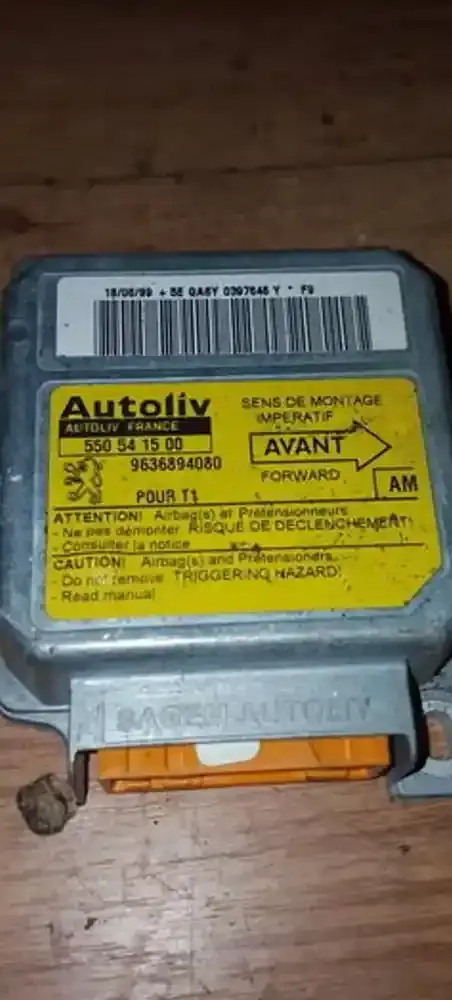 18/06/99 + 5E QA6Y 0397646 Y * F9
Autoliv
AUTOLIV FRANCE
550 54 15 00
9636894080
POUR T1
SENS DE MONTAGE
IMPERATIF
AVANT
FORWARD
AM
ATTENTION! Airbag(s) et Prétensionneurs
- Ne pas démonter RISQUE DE DECLENCHEMENT!
- Consulter la notice
CAUTION! Airbag(s) and Pretensioners
- Do not remove TRIGGERING HAZARD!
- Read manual
SAGEM AUTOLIV